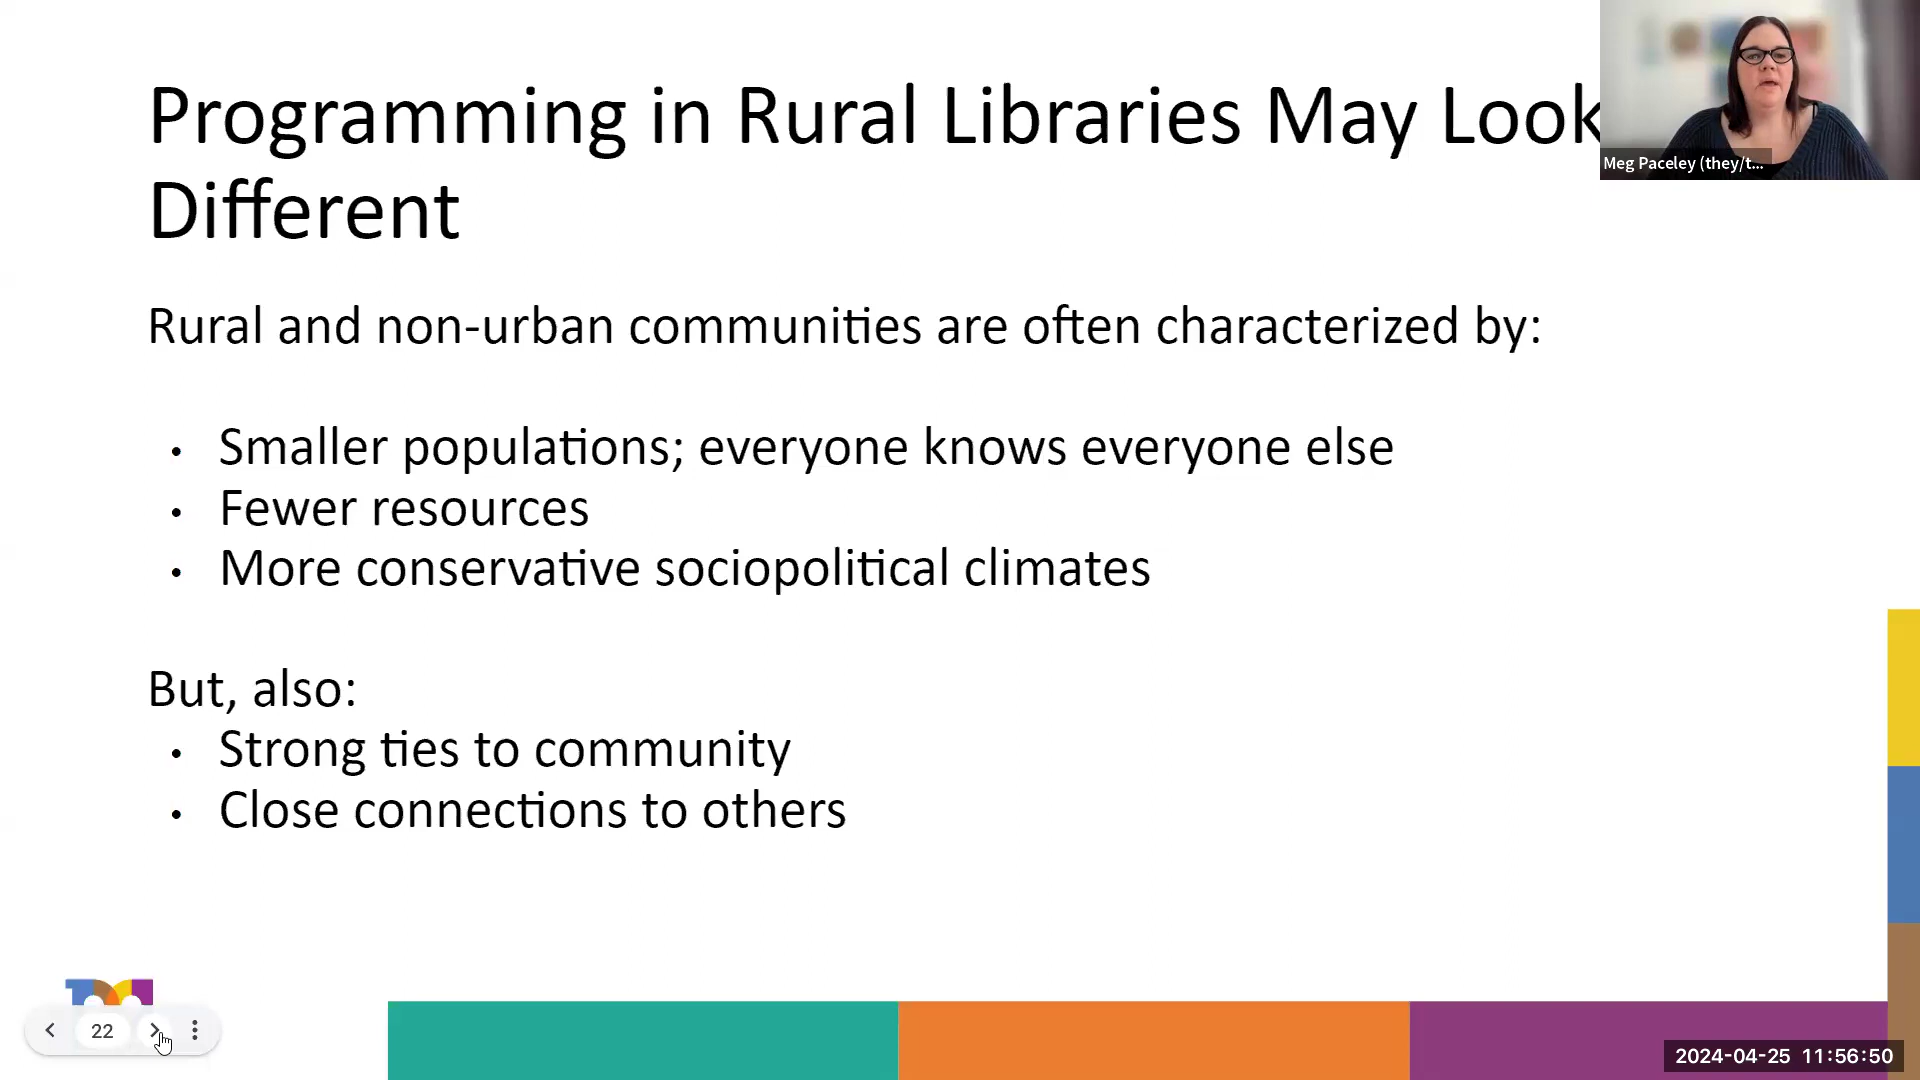 Programming in Rural Libraries May Look
Different
Meg Paceley (they/t...
Rural and non-urban communities are often characterized by:
• Smaller populations; everyone knows everyone else
• Fewer resources
• More conservative sociopolitical climates
But, also:
• Strong ties to community
• Close connections to others
22
2024-04-25 11:56:50